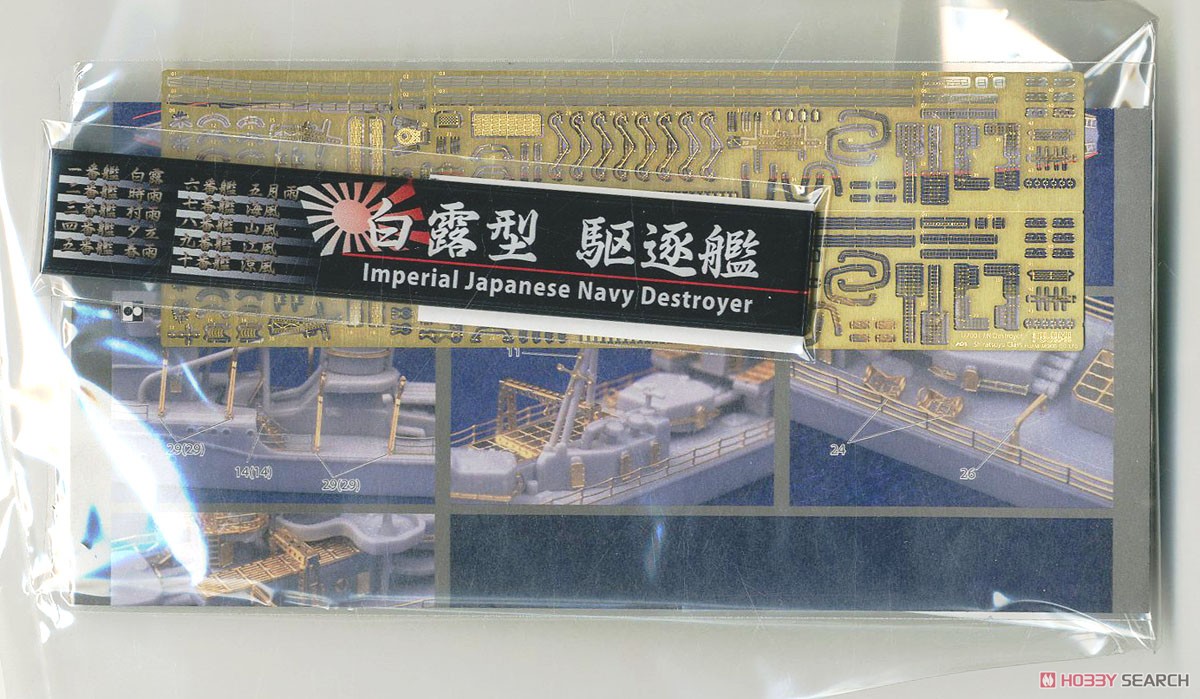 一番艦 白露
二番艦 時雨
三番艦 村雨
四番艦 夕立
五番艦 春雨
六番艦 五月雨
七番艦 海風
八番艦 山風
九番艦 江風
十番艦 涼風
白露型 駆逐艦
Imperial Japanese Navy Destroyer
11
29(29)
14(14)
29(29)
24
26
HOBBY SEARCH